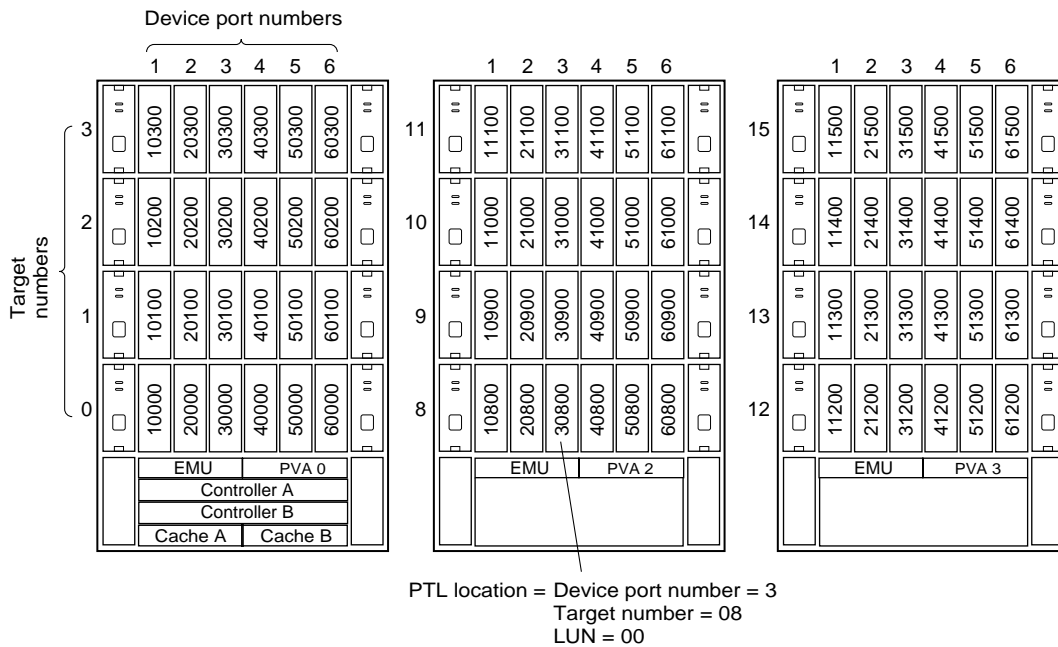 Device port numbers
1 2 3 4 5 6
1 2 3 4 5 6
1 2 3 4 5 6
Target numbers
3
10300 20300 30300 40300 50300 60300
11
11100 21100 31100 41100 51100 61100
15
11500 21500 31500 41500 51500 61500
2
10200 20200 30200 40200 50200 60200
10
11000 21000 31000 41000 51000 61000
14
11400 21400 31400 41400 51400 61400
1
10100 20100 30100 40100 50100 60100
9
10900 20900 30900 40900 50900 60900
13
11300 21300 31300 41300 51300 61300
0
10000 20000 30000 40000 50000 60000
8
10800 20800 30800 40800 50800 60800
12
11200 21200 31200 41200 51200 61200
EMU PVA 0
Controller A
Controller B
Cache A Cache B
EMU PVA 2
EMU PVA 3
PTL location = Device port number = 3
Target number = 08
LUN = 00